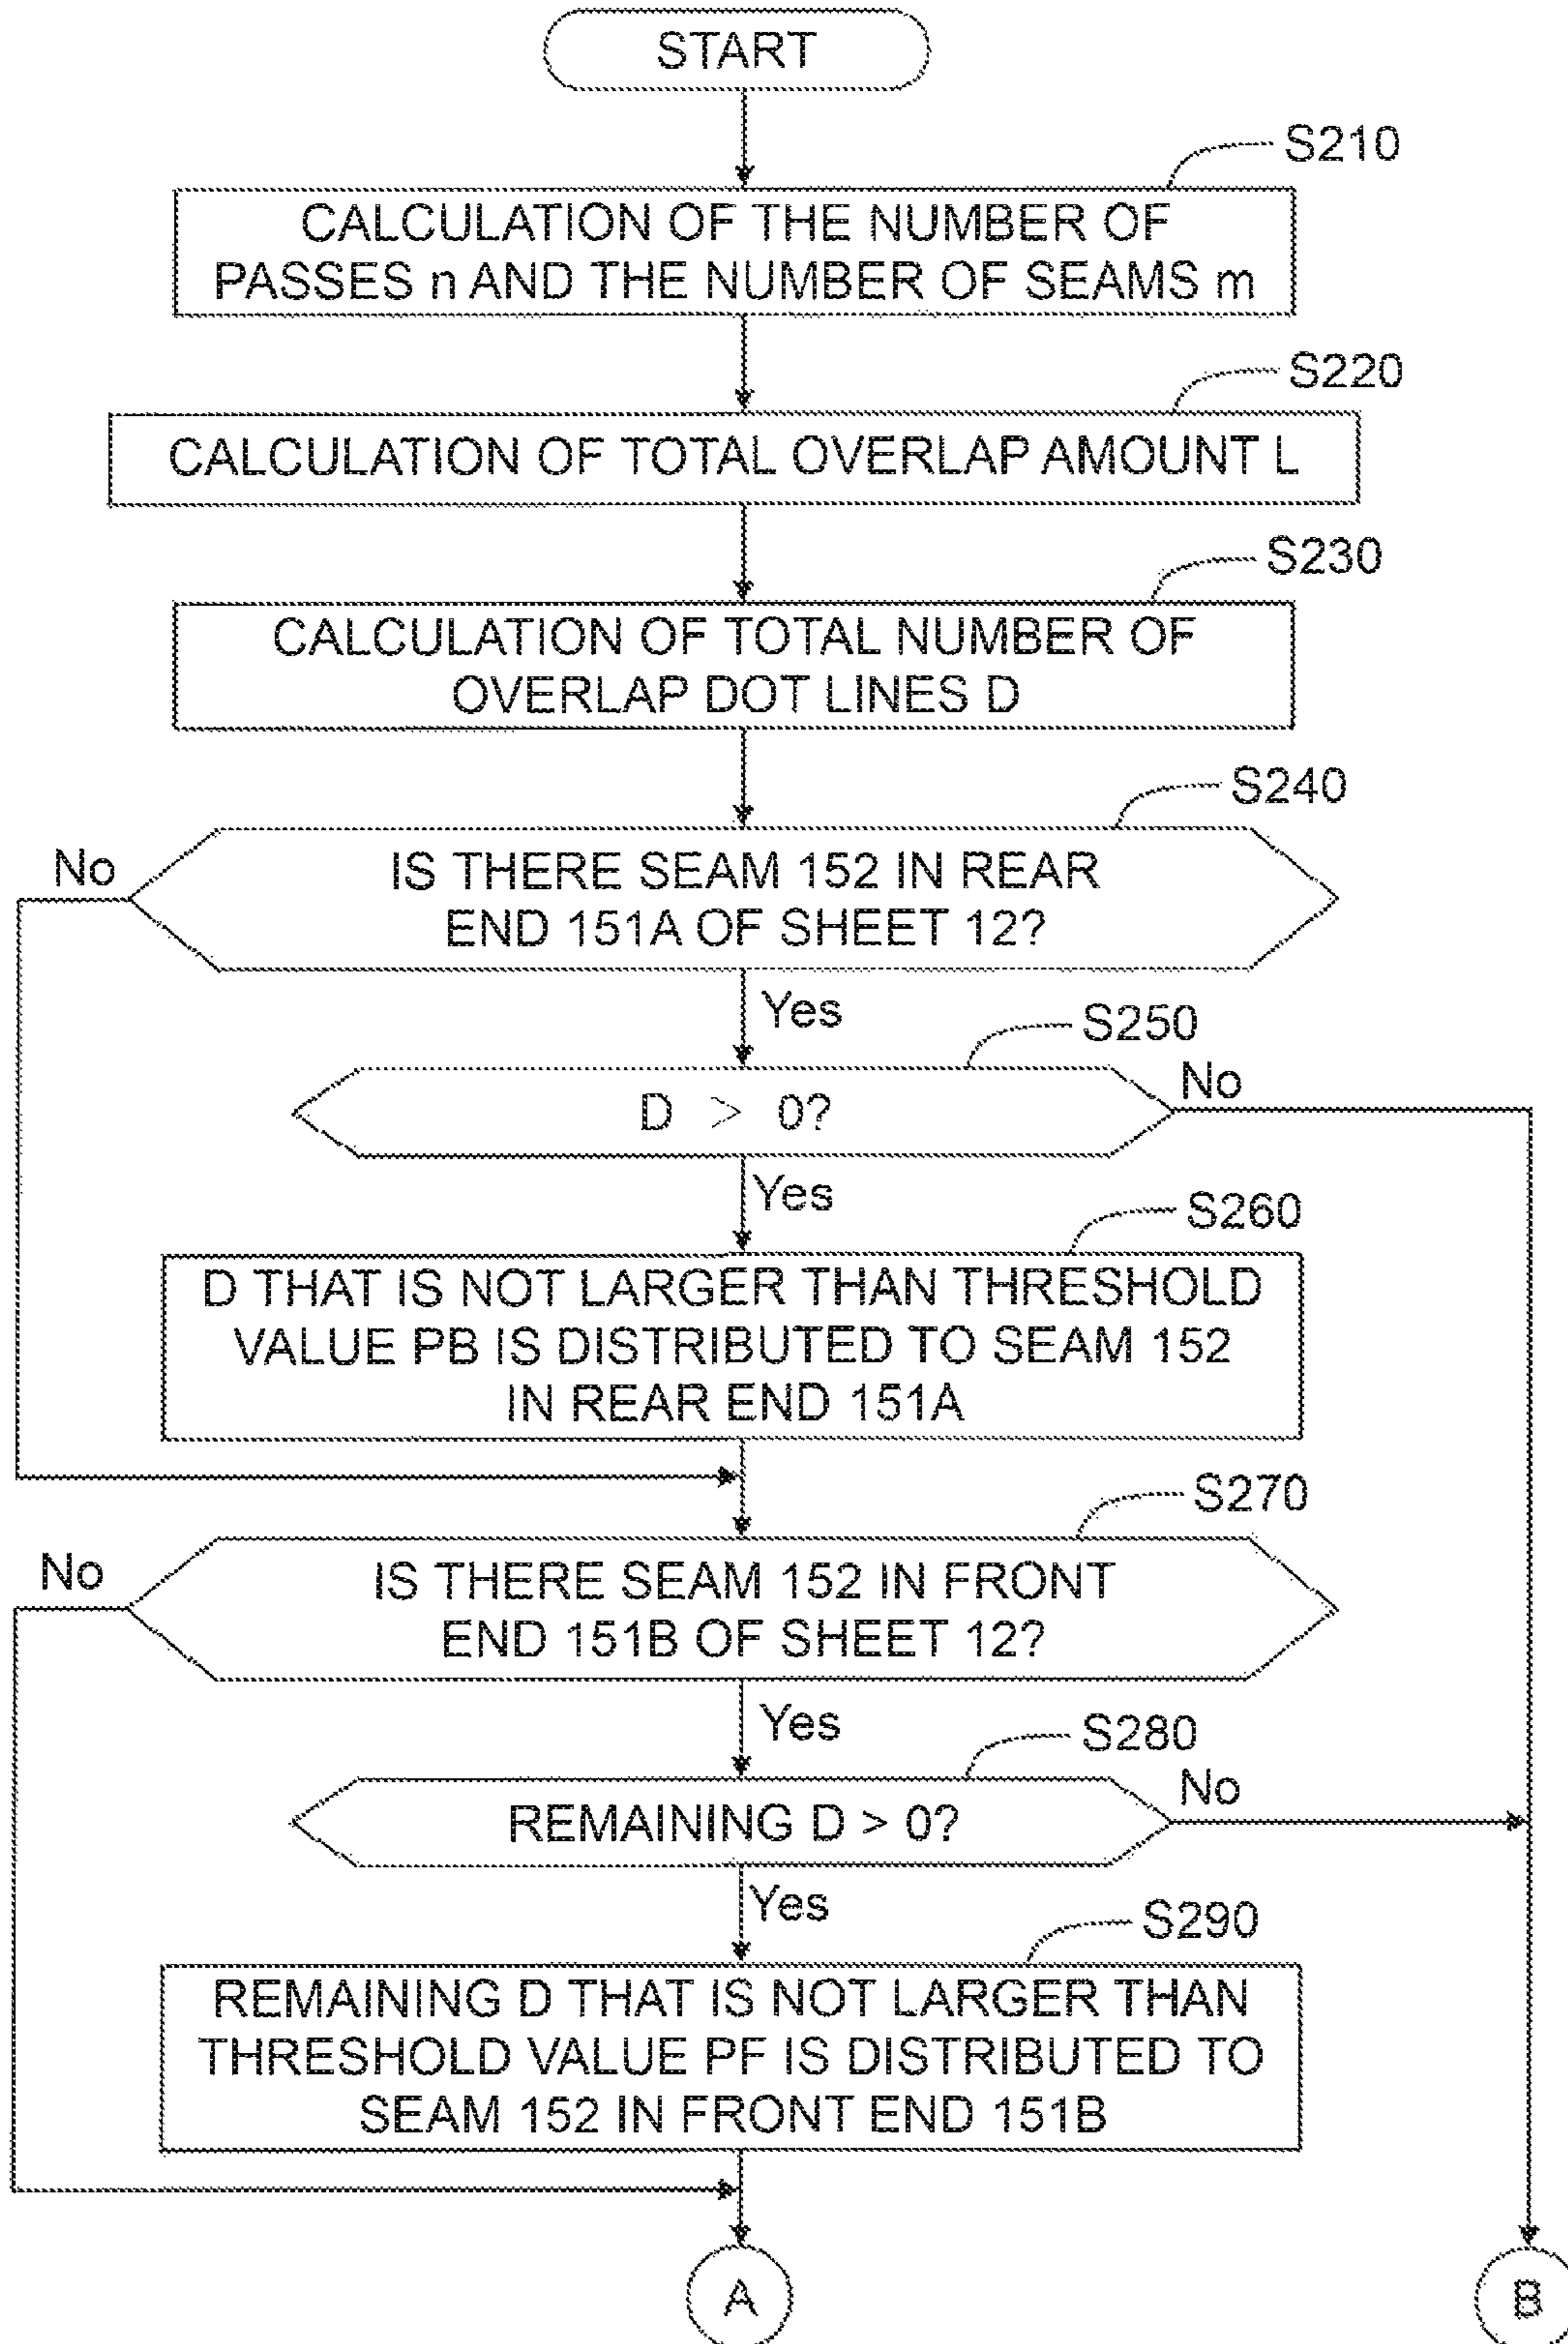 START
S210
CALCULATION OF THE NUMBER OF
PASSES n AND THE NUMBER OF SEAMS m
S220
CALCULATION OF TOTAL OVERLAP AMOUNT L
S230
CALCULATION OF TOTAL NUMBER OF
OVERLAP DOT LINES D
S240
No
IS THERE SEAM 152 IN REAR
END 151A OF SHEET 12?
Yes
S250
D > 0?
No
Yes
S260
D THAT IS NOT LARGER THAN THRESHOLD
VALUE PB IS DISTRIBUTED TO SEAM 152
IN REAR END 151A
S270
No
IS THERE SEAM 152 IN FRONT
END 151B OF SHEET 12?
Yes
S280
REMAINING D > 0?
No
Yes
S290
REMAINING D THAT IS NOT LARGER THAN
THRESHOLD VALUE PF IS DISTRIBUTED TO
SEAM 152 IN FRONT END 151B
A
B